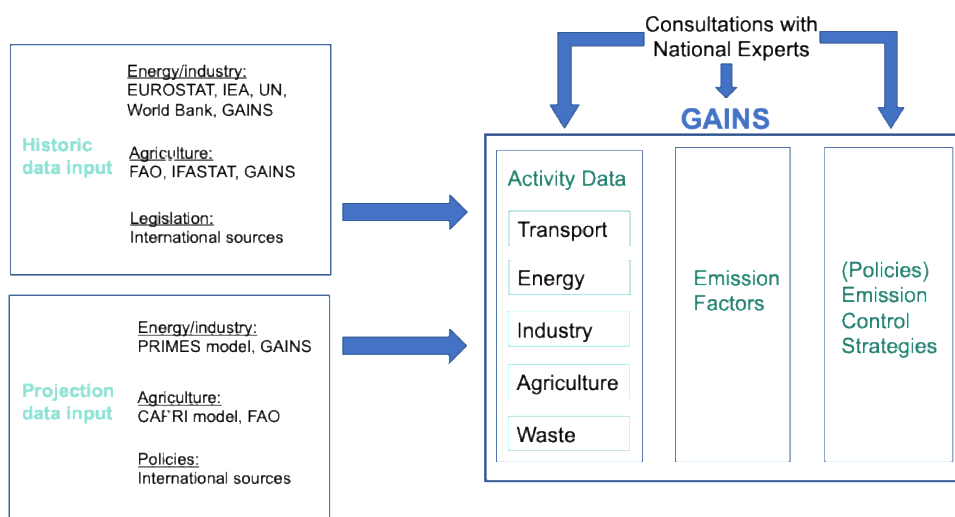 Historic
data input
Energy/industry:
EUROSTAT, IEA, UN,
World Bank, GAINS
Agriculture:
FAO, IFASTAT, GAINS
Legislation:
International sources
Projection
data input
Energy/industry:
PRIMES model, GAINS
Agriculture:
CAPRI model, FAO
Policies:
International sources
Consultations with
National Experts
GAINS
Activity Data
Transport
Energy
Industry
Agriculture
Waste
Emission
Factors
(Policies)
Emission
Control
Strategies